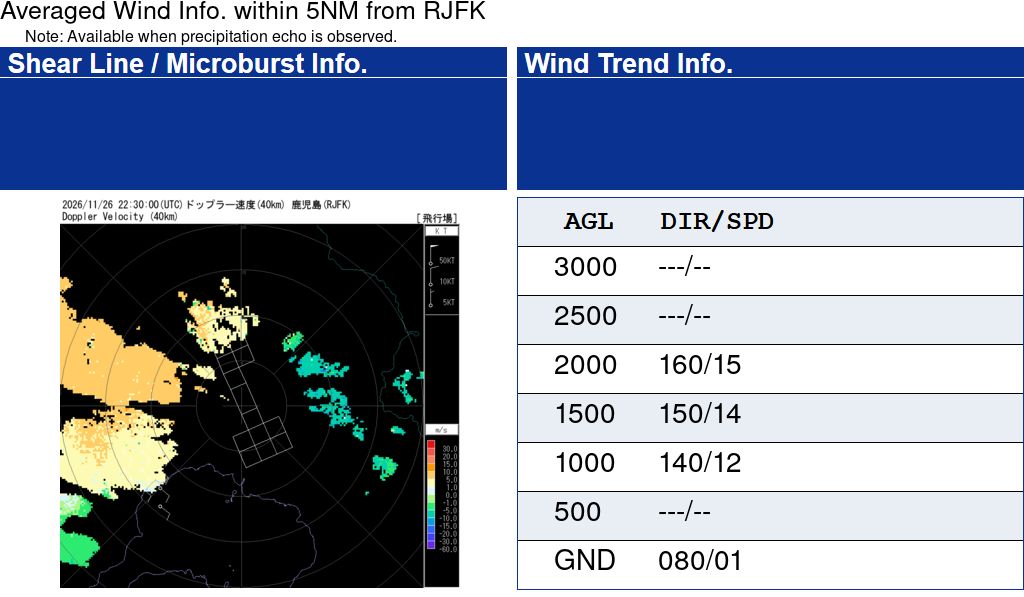 Averaged Wind Info. within 5NM from RJFK
Note: Available when precipitation echo is observed.
Shear Line / Microburst Info.
Wind Trend Info.
2026/11/26 22:30:00(UTC) ドップラー速度(40km) 鹿児島(RJFK)
Doppler Velocity (40km)
[飛行場]
K T
50KT
10KT
5KT
m/s
30.0
20.0
15.0
10.0
5.0
1.0
0.0
-1.0
-5.0
-10.0
-15.0
-20.0
-30.0
-60.0
AGL DIR/SPD
3000 ---/--
2500 ---/--
2000 160/15
1500 150/14
1000 140/12
500 ---/--
GND 080/01